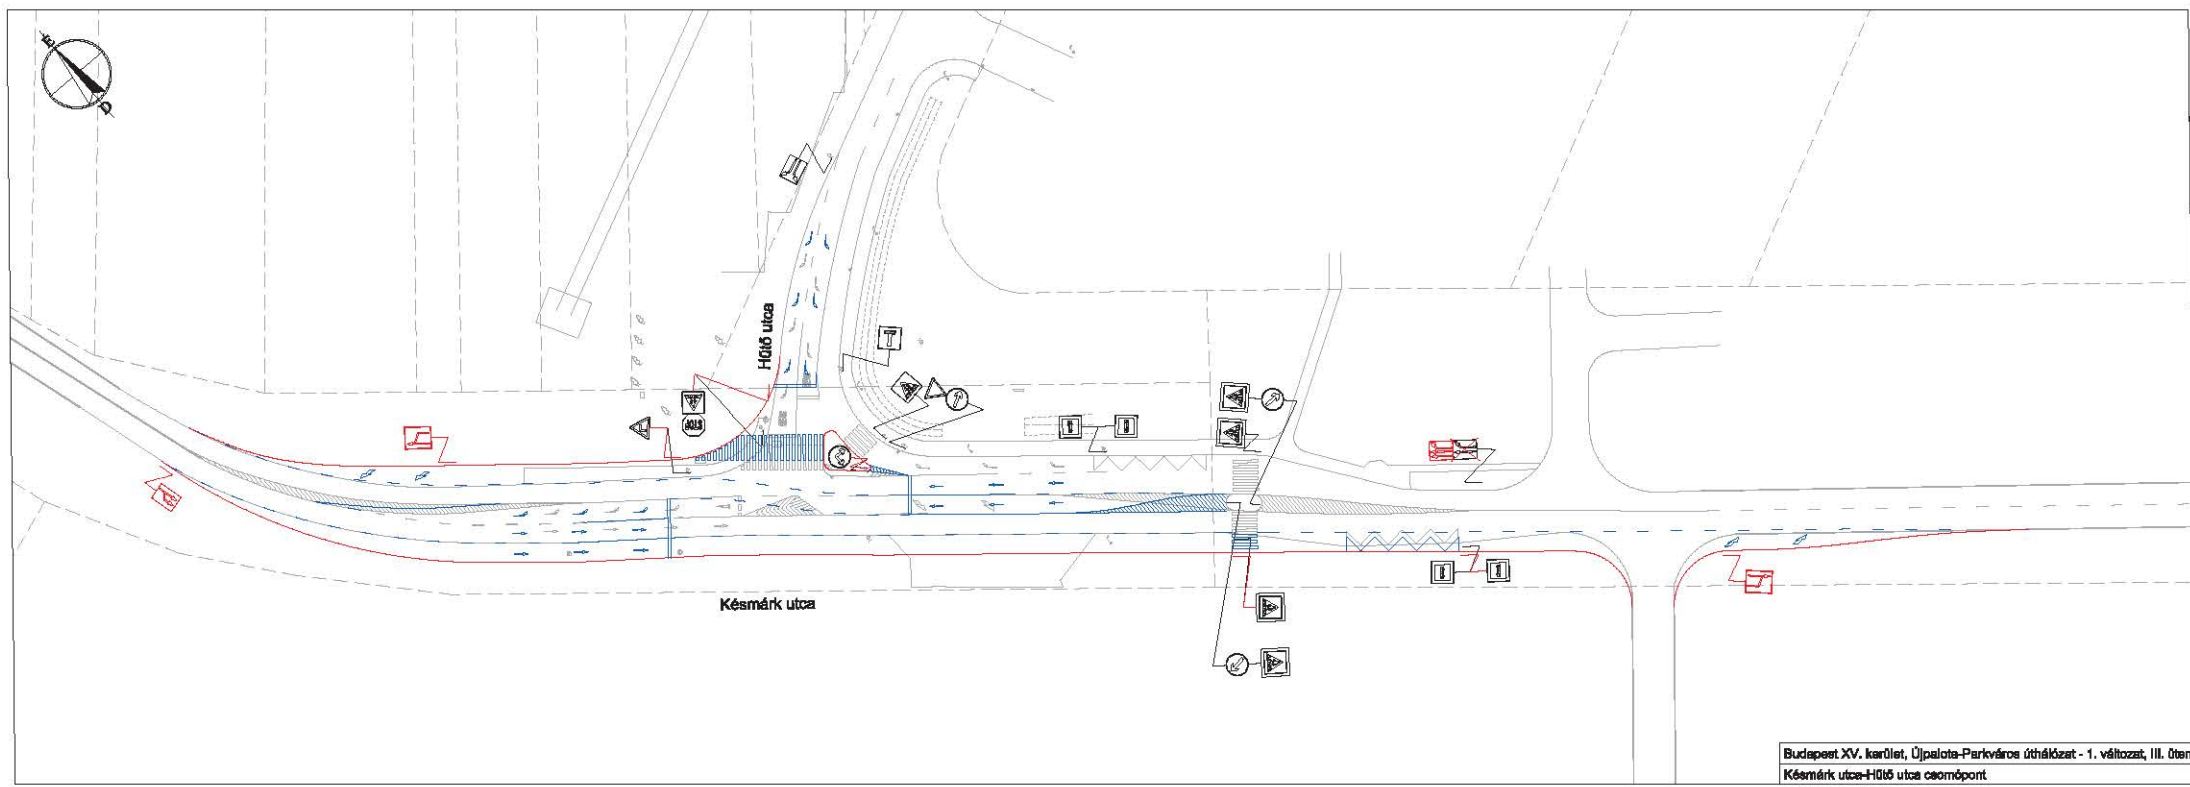 É
D
Hűtő utca
STOP
Késmárk utca
Budapest XV. kerület, Újpalota-Parkváros úthálózat - 1. változat, III. ütem
Késmárk utca-Hűtő utca csomópont